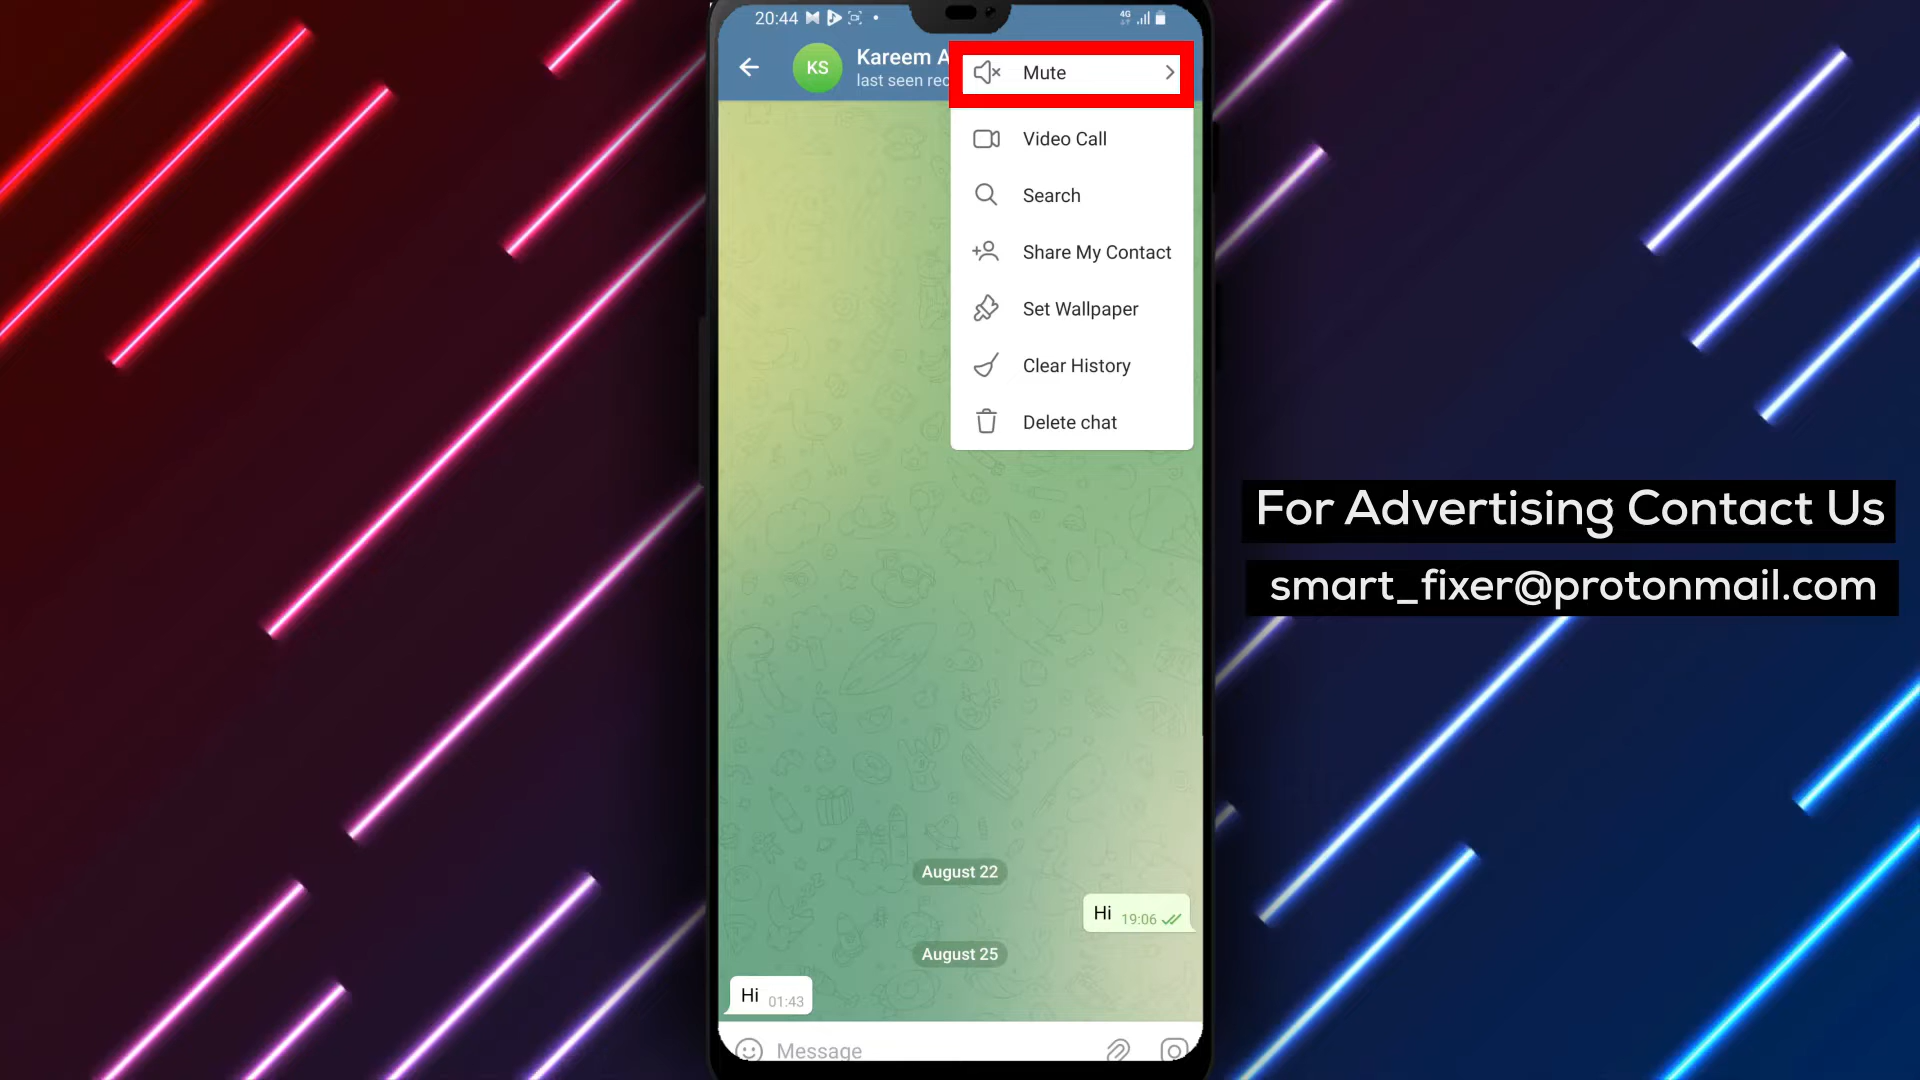 20:44
4G
KS
Kareem A
last seen rec
Mute
Video Call
Search
Share My Contact
Set Wallpaper
Clear History
Delete chat
For Advertising Contact Us
smart_fixer@protonmail.com
August 22
Hi 19:06
August 25
Hi 01:43
Message